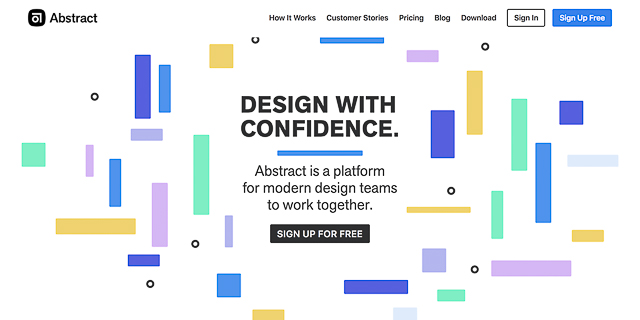 Abstract
How It Works Customer Stories Pricing Blog Download Sign In Sign Up Free
DESIGN WITH
CONFIDENCE.
Abstract is a platform
for modern design teams
to work together.
SIGN UP FOR FREE